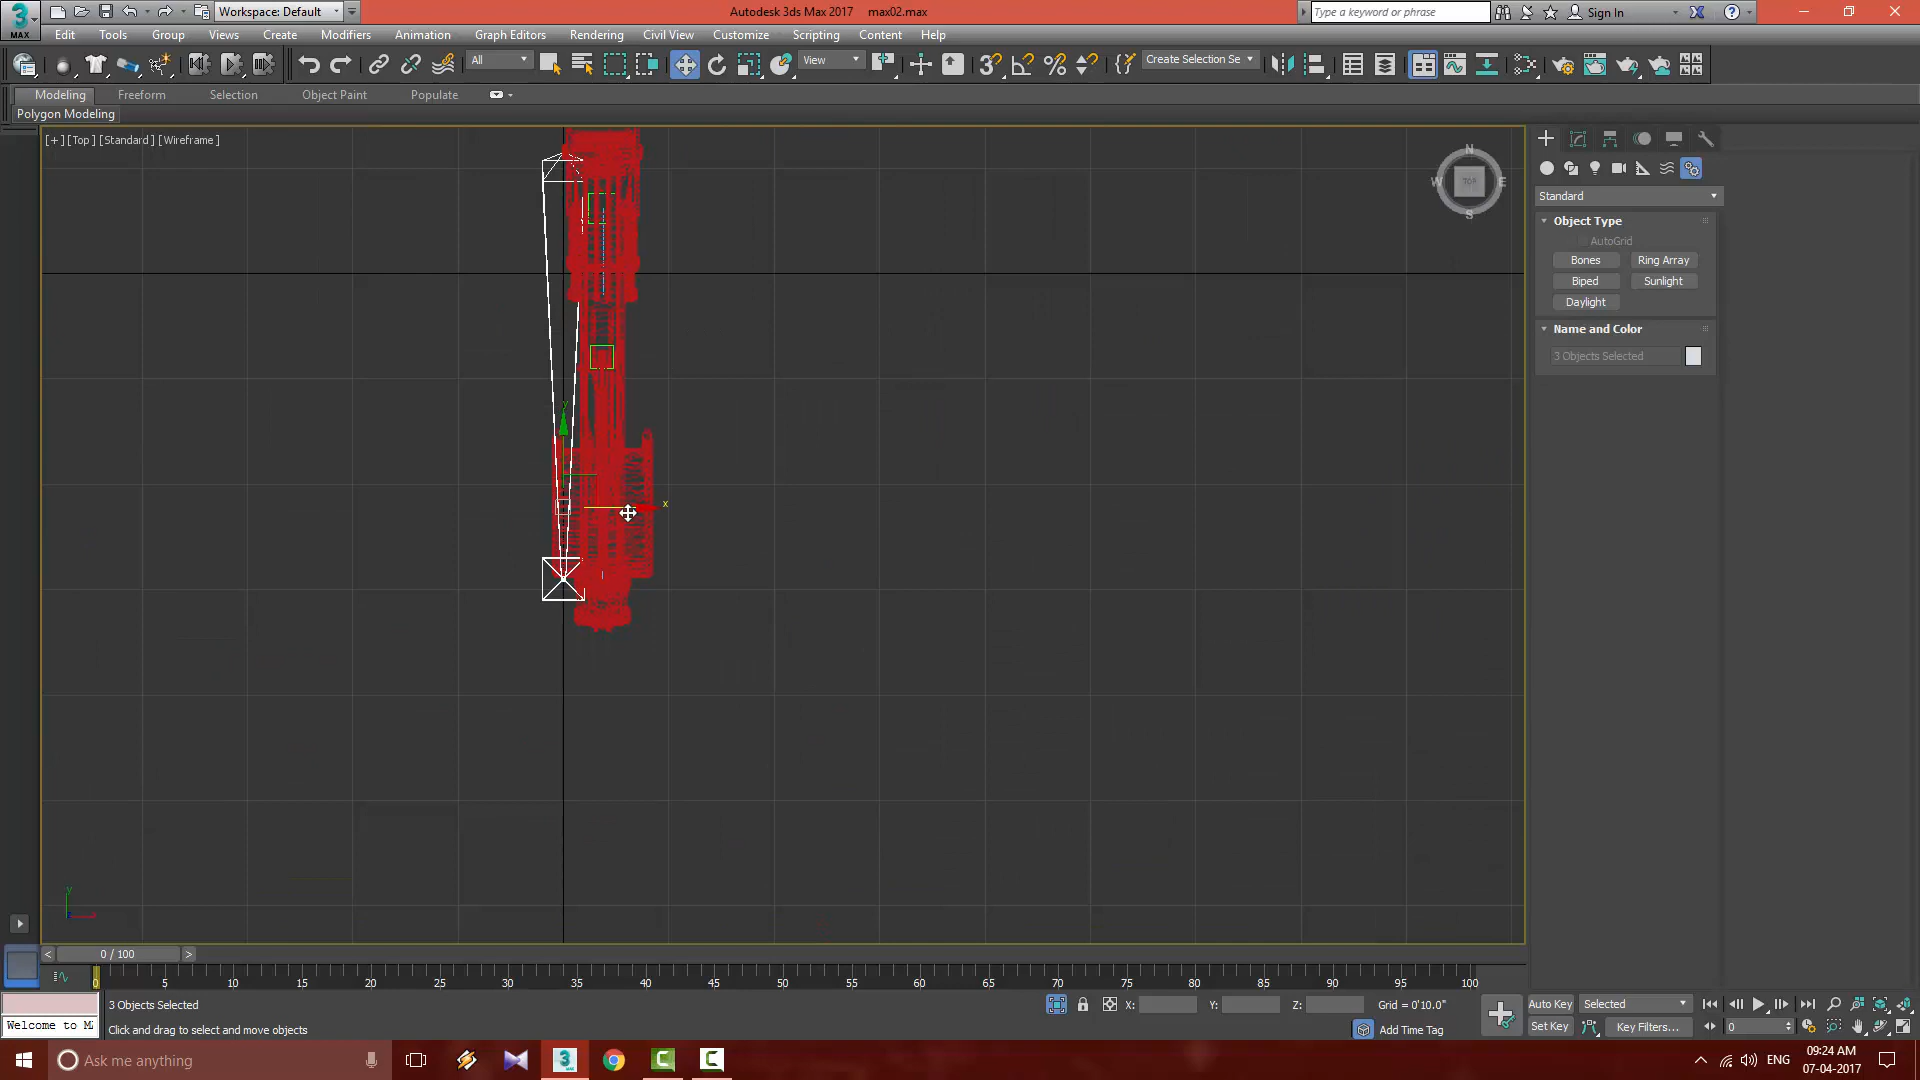 Workspace: Default
Autodesk 3ds Max 2017 max02.max
Type a keyword or phrase
Sign In
MAX
Edit Tools Group Views Create Modifiers Animation Graph Editors Rendering Civil View Customize Scripting Content Help
All
View
Create Selection Se
Modeling Freeform Selection Object Paint Populate
Polygon Modeling
[+] [Top] [Standard] [Wireframe]
N
W TOP E
S
Standard
Object Type
AutoGrid
Bones Ring Array
Biped Sunlight
Daylight
Name and Color
3 Objects Selected
y
x
y
< 0 / 100 >
0 5 10 15 20 25 30 35 40 45 50 55 60 65 70 75 80 85 90 95 100
3 Objects Selected
X: Y: Z: Grid = 0'10.0"
Auto Key Selected
Welcome to M
Click and drag to select and move objects
Add Time Tag
Set Key Key Filters... 0
Ask me anything
ENG
09:24 AM
07-04-2017